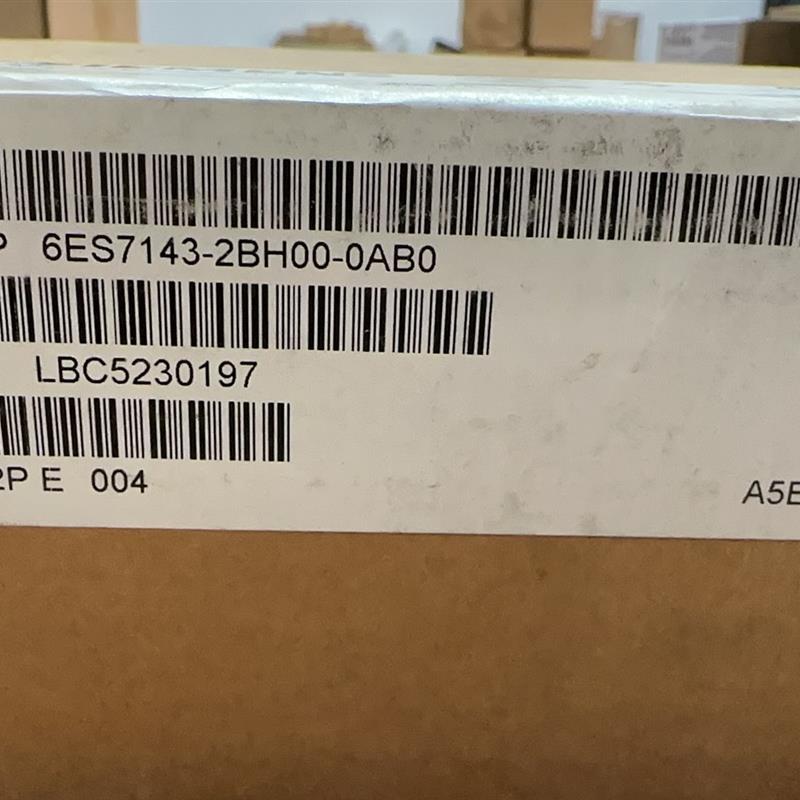 P 6ES7143-2BH00-0AB0
LBC5230197
2P E 004
A5E